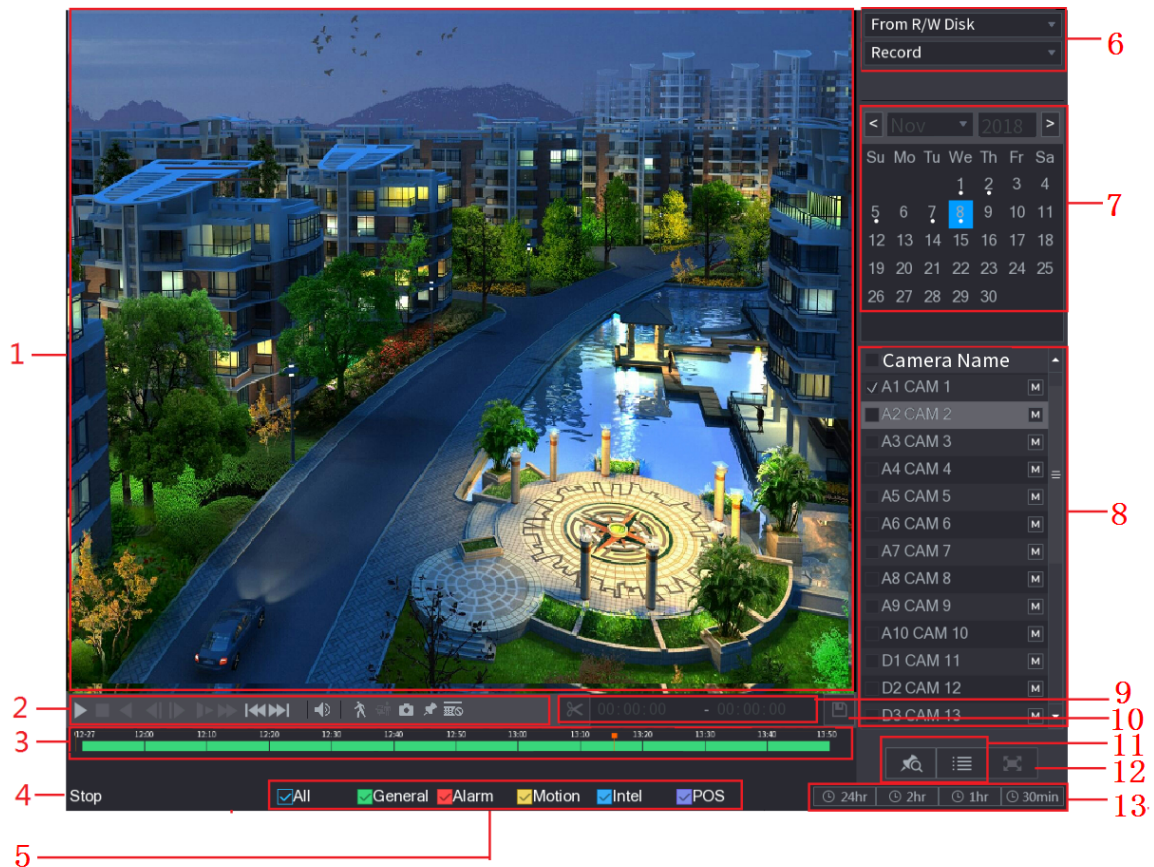 From R/W Disk
Record
6
< Nov 2018 >
Su Mo Tu We Th Fr Sa
1 2 3 4
5 6 7 8 9 10 11
12 13 14 15 16 17 18
19 20 21 22 23 24 25
26 27 28 29 30
7
1
Camera Name
A1 CAM 1 M
A2 CAM 2 M
A3 CAM 3 M
A4 CAM 4 M
A5 CAM 5 M
A6 CAM 6 M
A7 CAM 7 M
A8 CAM 8 M
A9 CAM 9 M
A10 CAM 10 M
D1 CAM 11 M
D2 CAM 12 M
D3 CAM 13 M
8
2
00:00:00 - 00:00:00
9
10
3
12-27 12:00 12:10 12:20 12:30 12:40 12:50 13:00 13:10 13:20 13:30 13:40 13:50
11
12
4
Stop
All General Alarm Motion Intel POS
24hr 2hr 1hr 30min
13
5